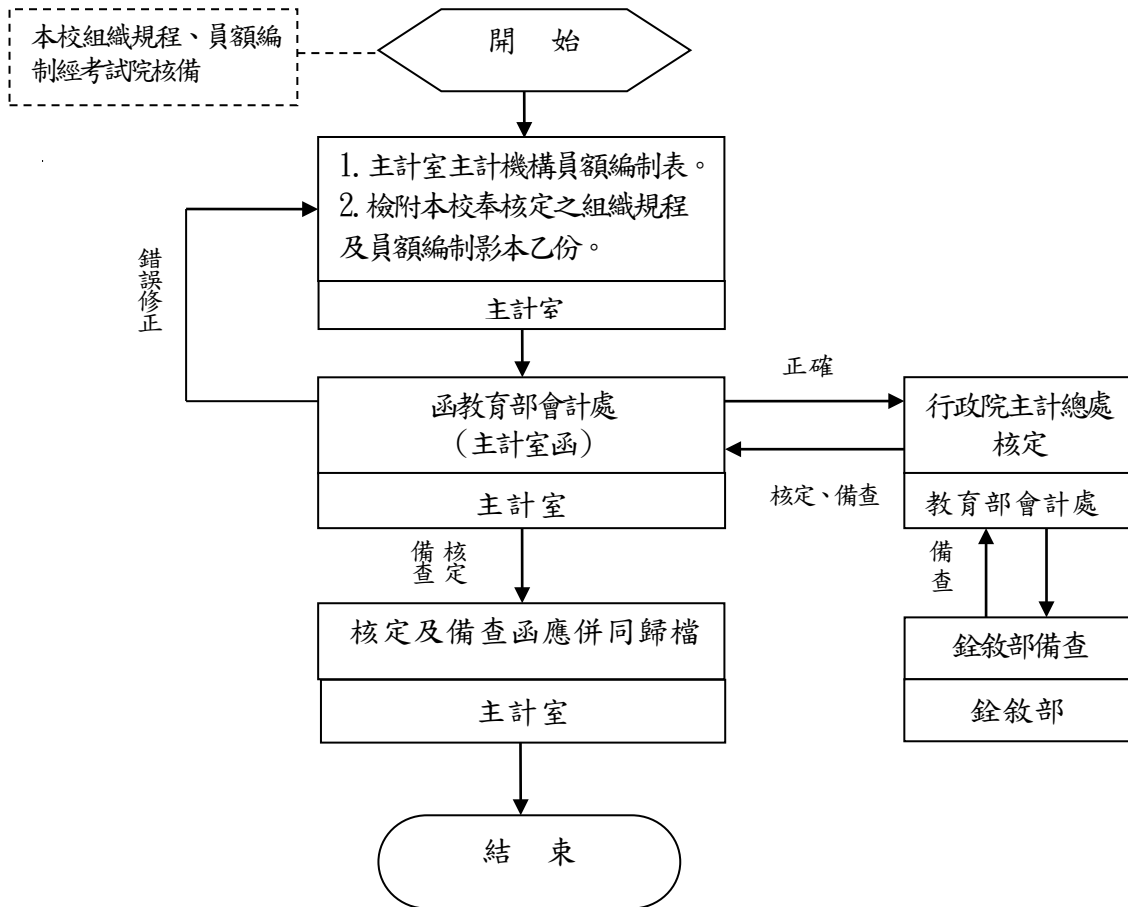 本校組織規程、員額編
制經考試院核備
開 始
1. 主計室主計機構員額編制表。
2. 檢附本校奉核定之組織規程
及員額編制影本乙份。
主計室
錯誤修正
函教育部會計處
(主計室函)
主計室
正確
核定、備查
行政院主計總處
核定
教育部會計處
備查
銓敘部備查
銓敘部
核定
備查
核定及備查函應併同歸檔
主計室
結 束